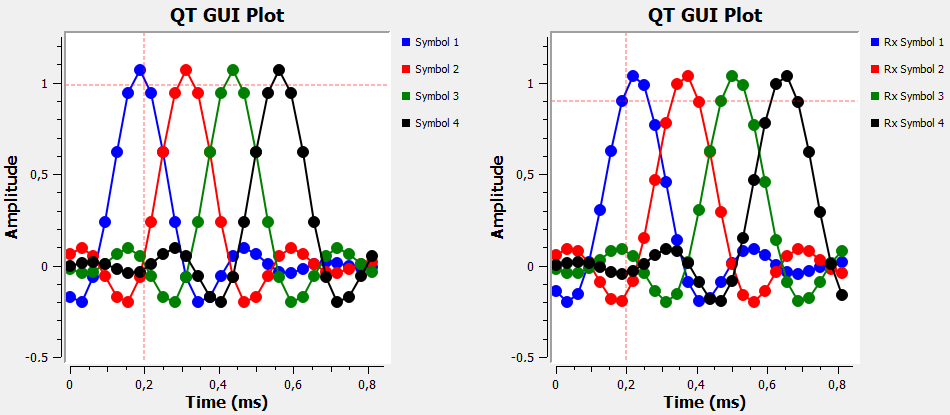 QT GUI Plot
Symbol 1
Symbol 2
Symbol 3
Symbol 4
Amplitude
1
0,5
0
-0.5
0
0,2
0,4
0,6
0,8
Time (ms)
QT GUI Plot
Rx Symbol 1
Rx Symbol 2
Rx Symbol 3
Rx Symbol 4
Amplitude
1
0,5
0
-0.5
0
0,2
0,4
0,6
0,8
Time (ms)